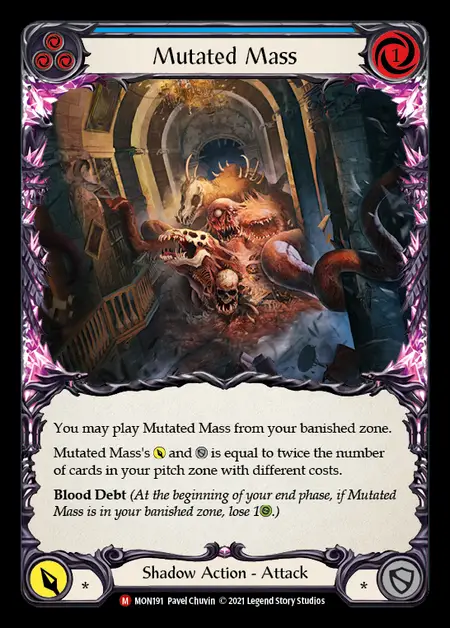 Mutated Mass
1
You may play Mutated Mass from your banished zone.
Mutated Mass's and is equal to twice the number
of cards in your pitch zone with different costs.
Blood Debt (At the beginning of your end phase, if Mutated
Mass is in your banished zone, lose 1.)
* Shadow Action - Attack *
M MON191 Pavel Chuvin © 2021 Legend Story Studios